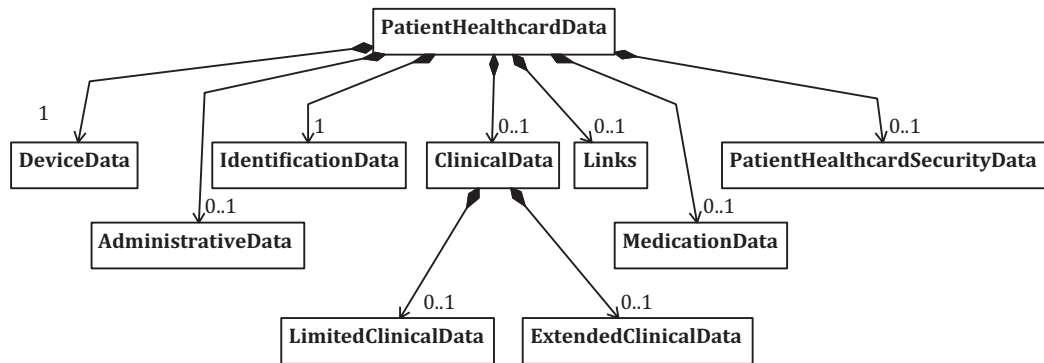 PatientHealthcardData
1
1
0..1
0..1
0..1
DeviceData
IdentificationData
ClinicalData
Links
PatientHealthcardSecurityData
0..1
0..1
AdministrativeData
MedicationData
0..1
0..1
LimitedClinicalData
ExtendedClinicalData